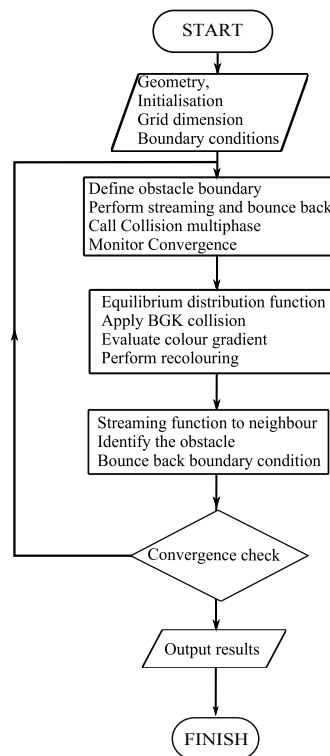 START
Geometry,
Initialisation
Grid dimension
Boundary conditions
Define obstacle boundary
Perform streaming and bounce back
Call Collision multiphase
Monitor Convergence
Equilibrium distribution function
Apply BGK collision
Evaluate colour gradient
Perform recolouring
Streaming function to neighbour
Identify the obstacle
Bounce back boundary condition
Convergence check
Output results
FINISH